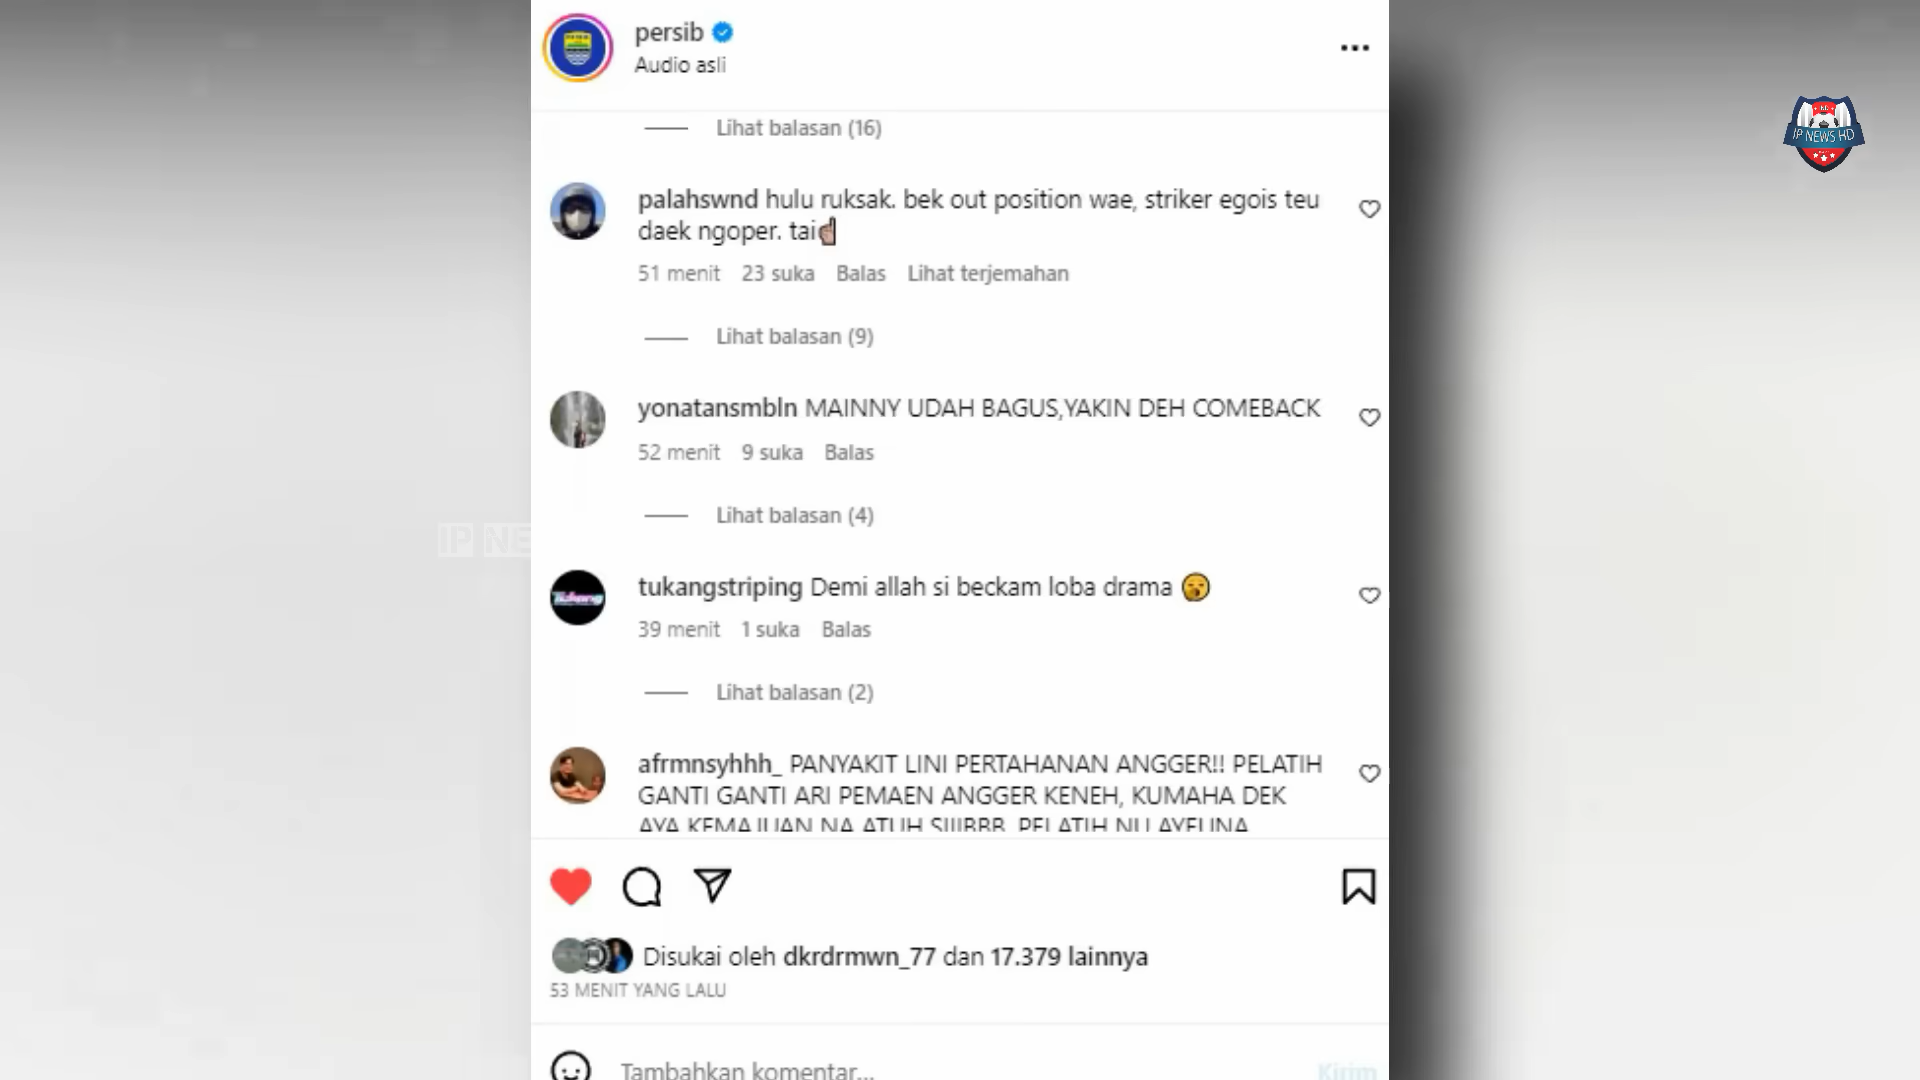 persib
Audio asli
IP NEWS HD
Lihat balasan (16)
palahswnd hulu ruksak. bek out position wae, striker egois teu
daek ngoper. tai☝🏽
51 menit 23 suka Balas Lihat terjemahan
Lihat balasan (9)
yonatansmbln MAINNY UDAH BAGUS,YAKIN DEH COMEBACK
52 menit 9 suka Balas
Lihat balasan (4)
IP NE
tukangstriping Demi allah si beckam loba drama 🥱
39 menit 1 suka Balas
Lihat balasan (2)
afrmnsyhhh_ PANYAKIT LINI PERTAHANAN ANGGER!! PELATIH
GANTI GANTI ARI PEMAEN ANGGER KENEH, KUMAHA DEK
AYA KEMAJUAN NA ATUH SIIIBBB, PELATIH NU AYEUNA
Disukai oleh dkrdrmwn_77 dan 17.379 lainnya
53 MENIT YANG LALU
Tambahkan komentar...
Kirim